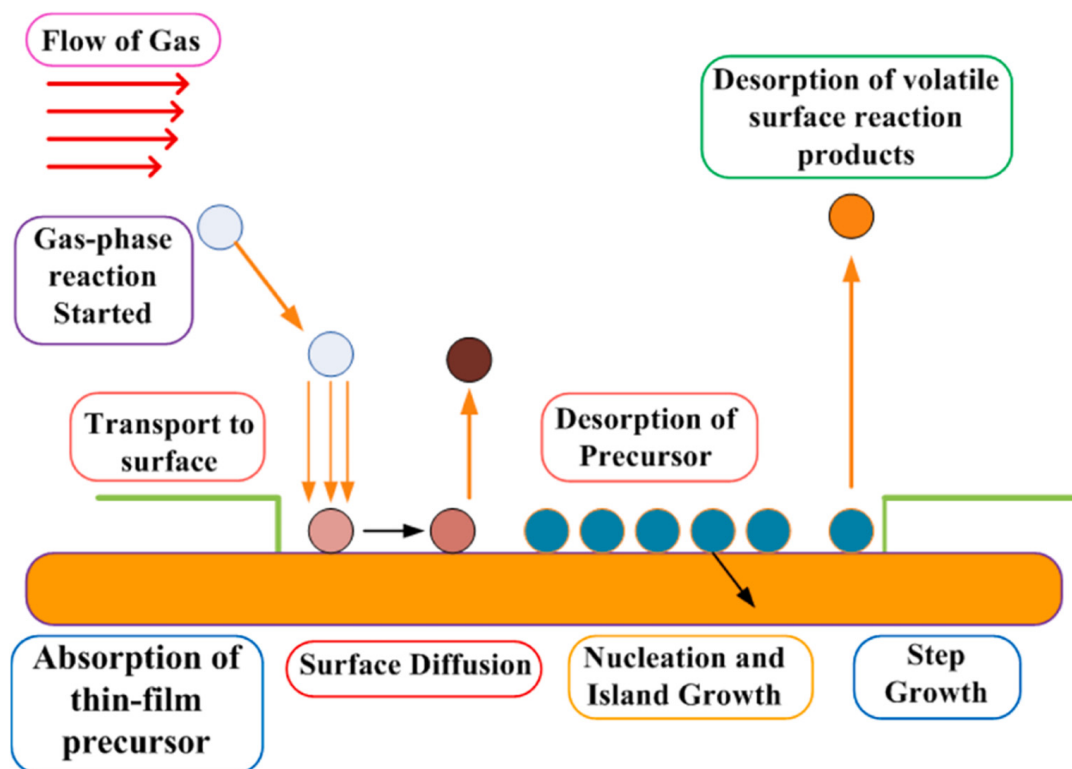 Flow of Gas
Desorption of volatile
surface reaction
products
Gas-phase
reaction
Started
Transport to
surface
Desorption of
Precursor
Absorption of
thin-film
precursor
Surface Diffusion
Nucleation and
Island Growth
Step
Growth